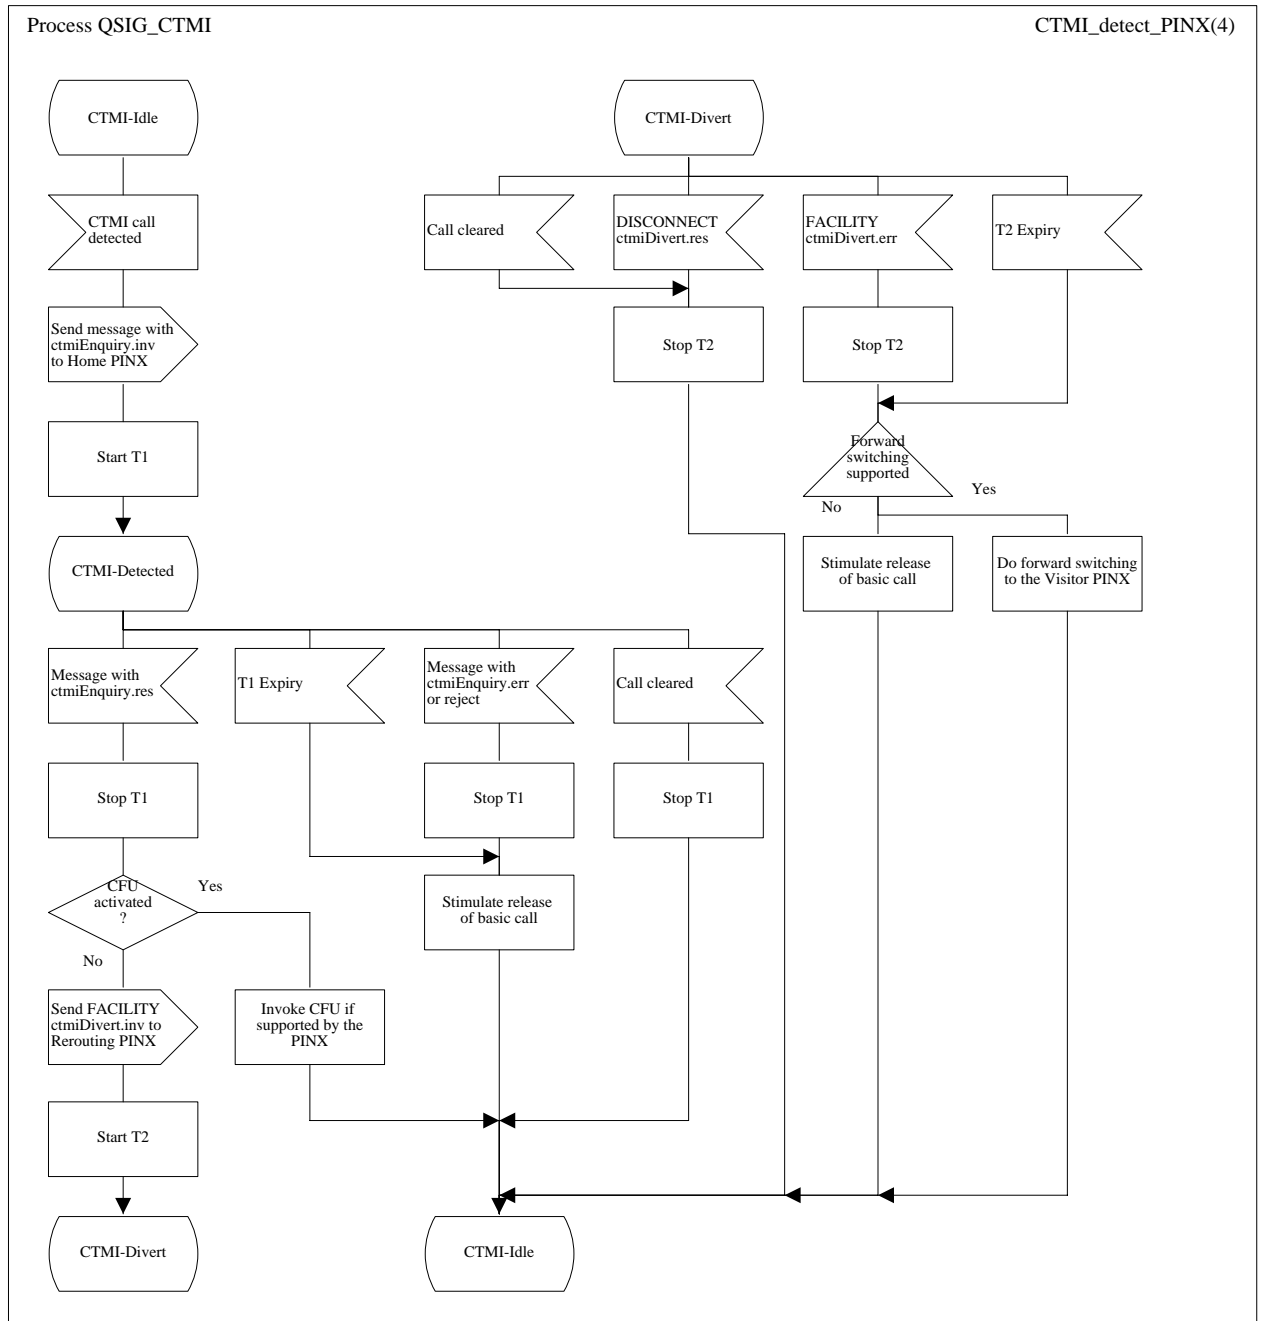 Process QSIG_CTMI
CTMI_detect_PINX(4)
CTMI-Idle
CTMI-Divert
CTMI call
detected
Call cleared
DISCONNECT
ctmiDivert.res
FACILITY
ctmiDivert.err
T2 Expiry
Send message with
ctmiEnquiry.inv
to Home PINX
Stop T2
Stop T2
Start T1
Forward
switching
supported
No
Yes
CTMI-Detected
Stimulate release
of basic call
Do forward switching
to the Visitor PINX
Message with
ctmiEnquiry.res
T1 Expiry
Message with
ctmiEnquiry.err
or reject
Call cleared
Stop T1
Stop T1
Stop T1
CFU
activated
?
Yes
No
Stimulate release
of basic call
Send FACILITY
ctmiDivert.inv to
Rerouting PINX
Invoke CFU if
supported by the
PINX
Start T2
CTMI-Divert
CTMI-Idle